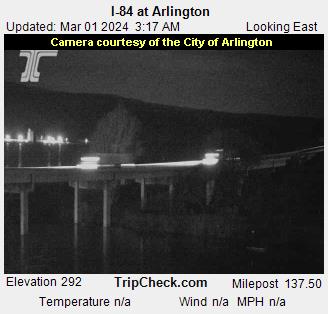 I-84 at Arlington
Updated: Mar 01 2024 3:17 AM Looking East
Camera courtesy of the City of Arlington
Elevation 292 TripCheck.com Milepost 137.50
Temperature n/a Wind n/a MPH n/a